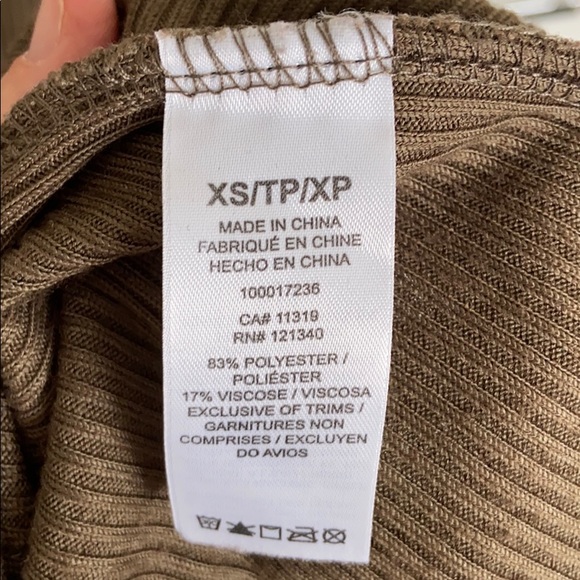 XS/TP/XP
MADE IN CHINA
FABRIQUÉ EN CHINE
HECHO EN CHINA
100017236
CA# 11319
RN# 121340
83% POLYESTER /
POLIÉSTER
17% VISCOSE / VISCOSA
EXCLUSIVE OF TRIMS /
GARNITURES NON
COMPRISES / EXCLUYEN
DO AVIOS